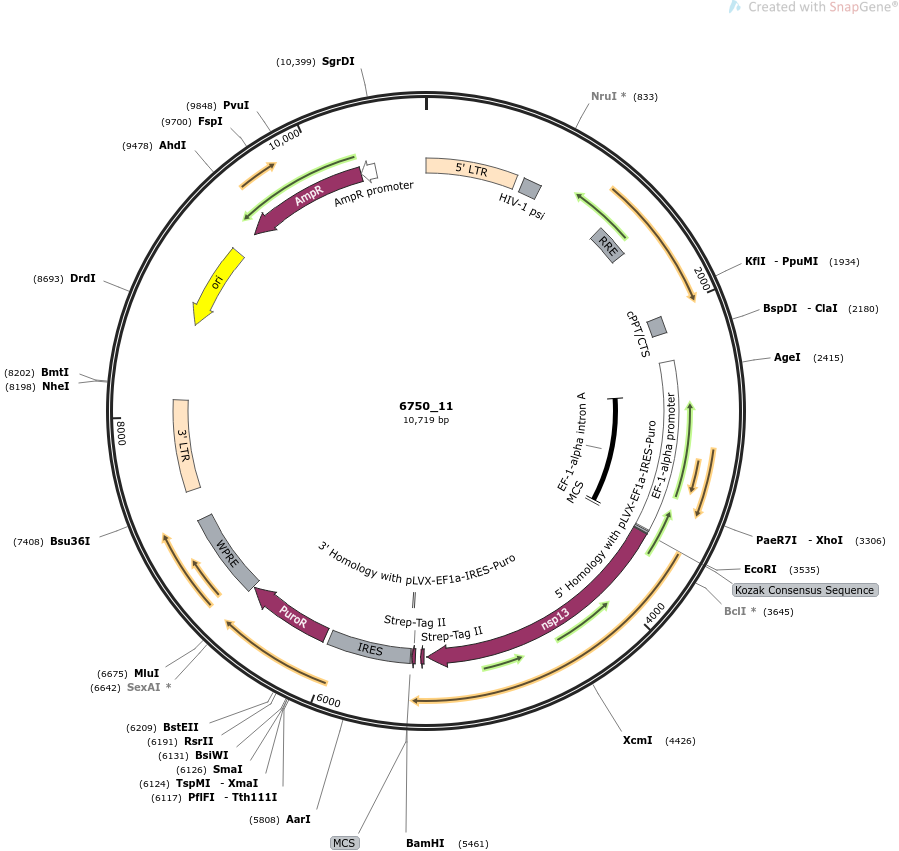 Created with SnapGene®
(10,399) SgrDI
(9848) PvuI
(9700) FspI
(9478) AhdI
NruI * (833)
10,000
5' LTR
HIV-1 psi
AmpR
AmpR promoter
RRE
ori
(8693) DrdI
2000
KflI - PpuMI (1934)
BspDI - ClaI (2180)
cPPT/CTS
AgeI (2415)
(8202) BmtI
(8198) NheI
6750_11
10,719 bp
EF-1-alpha intron A
MCS
EF-1-alpha promoter
5' Homology with pLVX-EF1a-IRES-Puro
8000
3' LTR
(7408) Bsu36I
PaeR7I - XhoI (3306)
WPRE
3' Homology with pLVX-EF1a-IRES-Puro
EcoRI (3535)
Kozak Consensus Sequence
BclI * (3645)
4000
nsp13
Strep-Tag II
Strep-Tag II
PuroR
IRES
(6675) MluI
(6642) SexAI *
6000
(6209) BstEII
(6191) RsrII
(6131) BsiWI
(6126) SmaI
(6124) TspMI - XmaI
(6117) PflFI - Tth111I
XcmI (4426)
(5808) AarI
MCS
BamHI (5461)